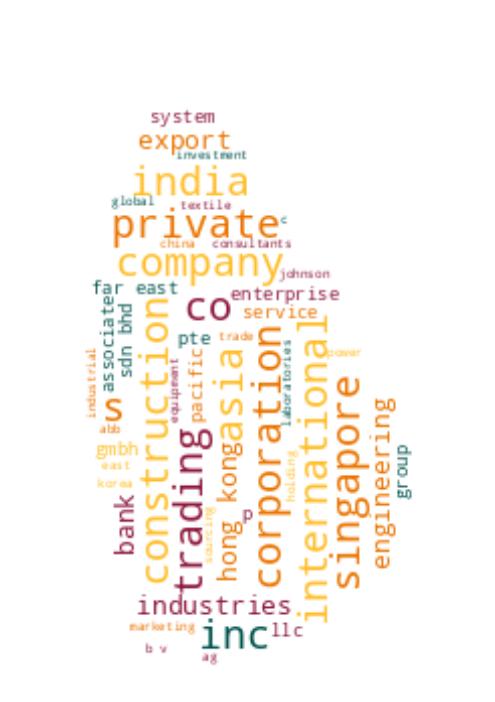 system
export
investment
india
global
textile
private
c
china
consultants
company
johnson
far east
enterprise
co
service
associates
sdn bhd
construction
pte
trade
asia
corporation
laboratories
international
power
industrial
equipment
pacific
s
abb
gmbh
east
korea
bank
trading
sourcing
hong kong
p
holding
singapore
engineering
group
industries
marketing
inc
llc
b v
ag